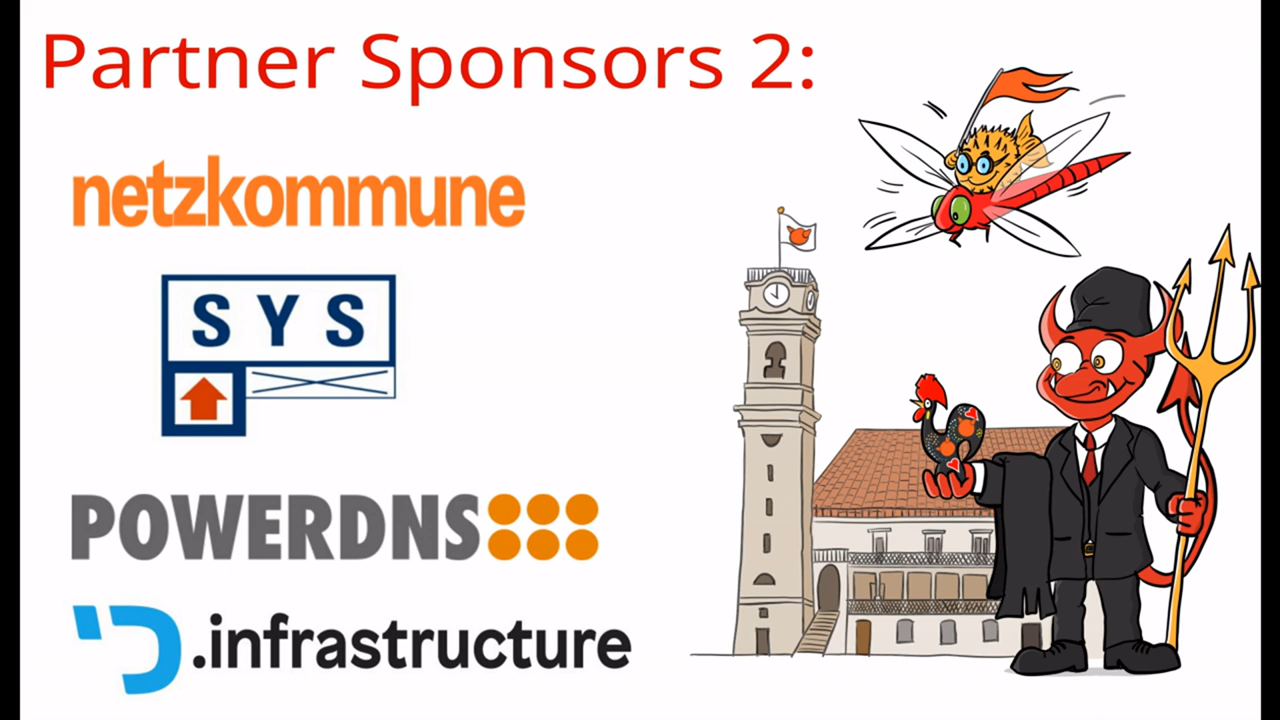 Partner Sponsors 2:
netzkommune
SYS
POWERDNS
.infrastructure